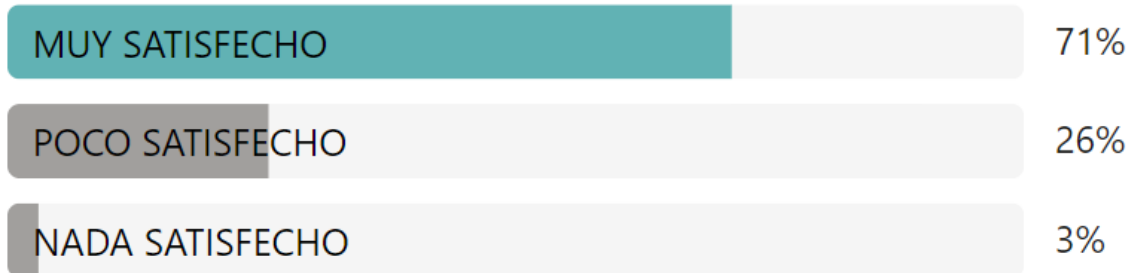 MUY SATISFECHO 71%
POCO SATISFECHO 26%
NADA SATISFECHO 3%